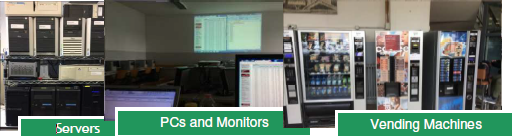 Servers
PCs and Monitors
Vending Machines